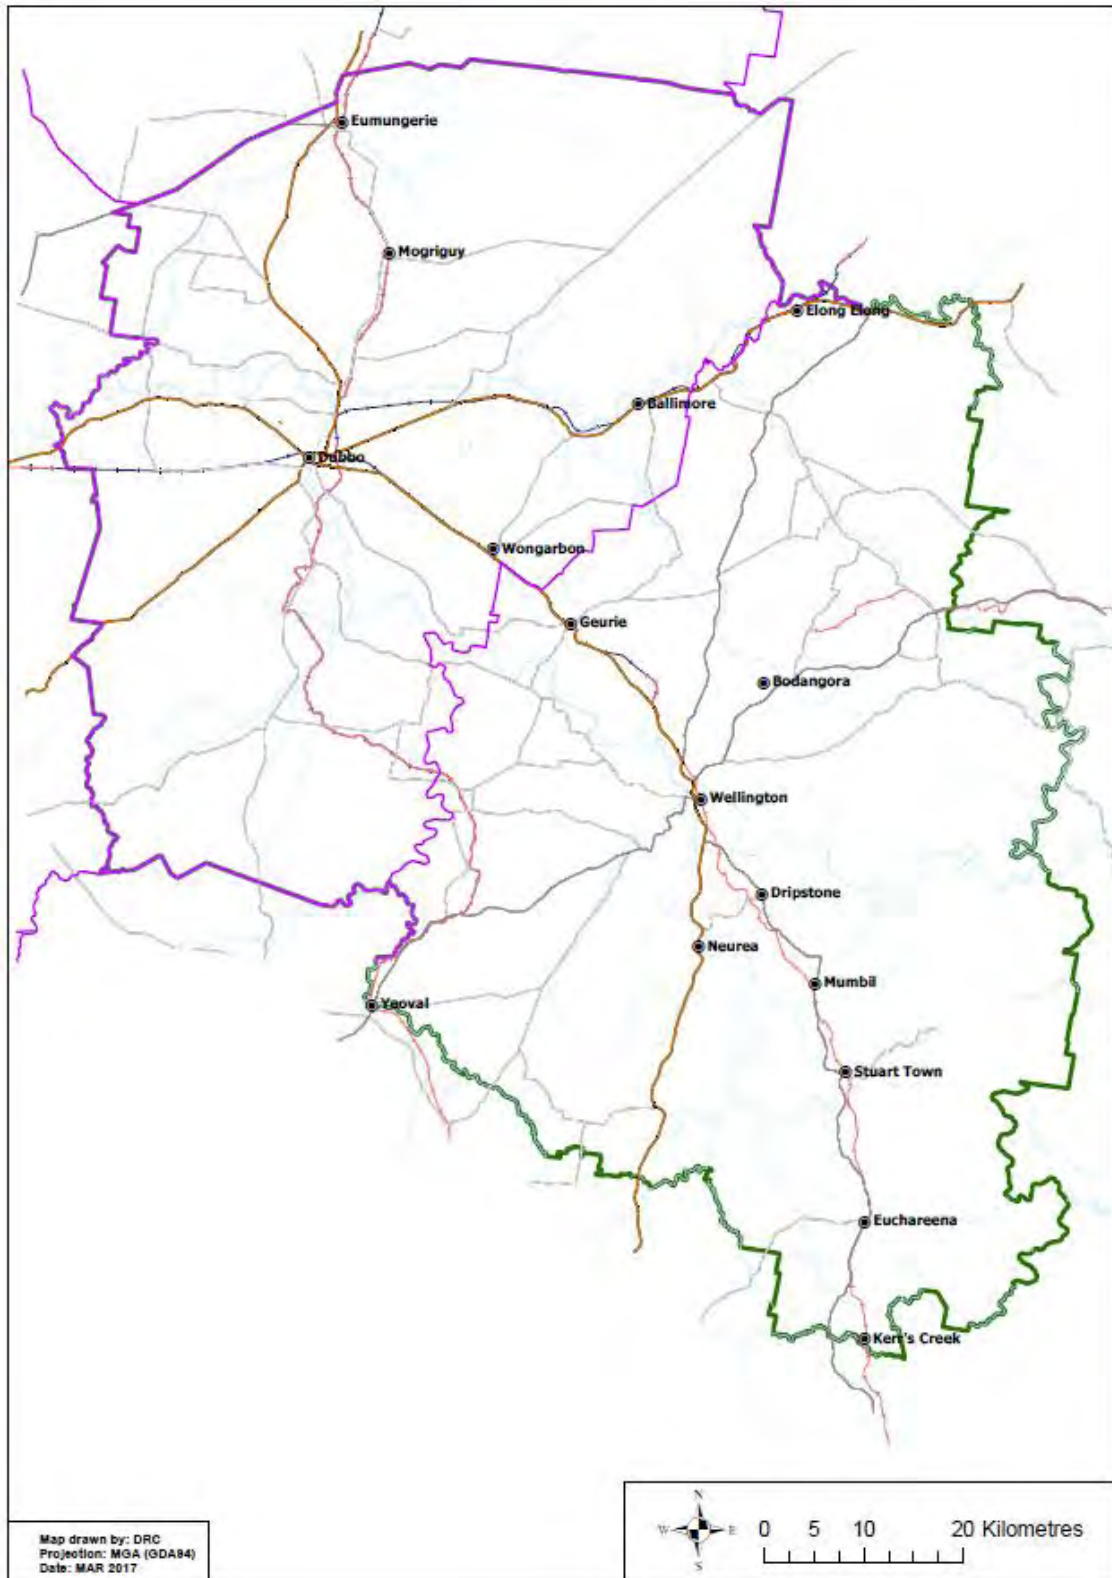 Eumungerie
Mogriguy
Elong Elong
Ballimore
Dubbo
Wongarbon
Geurie
Bodangora
Wellington
Dripstone
Neurea
Mumbil
Yeoval
Stuart Town
Euchareena
Kerr's Creek
N
W E
S
0 5 10 20 Kilometres
Map drawn by: DRC
Projection: MGA (GDA94)
Date: MAR 2017